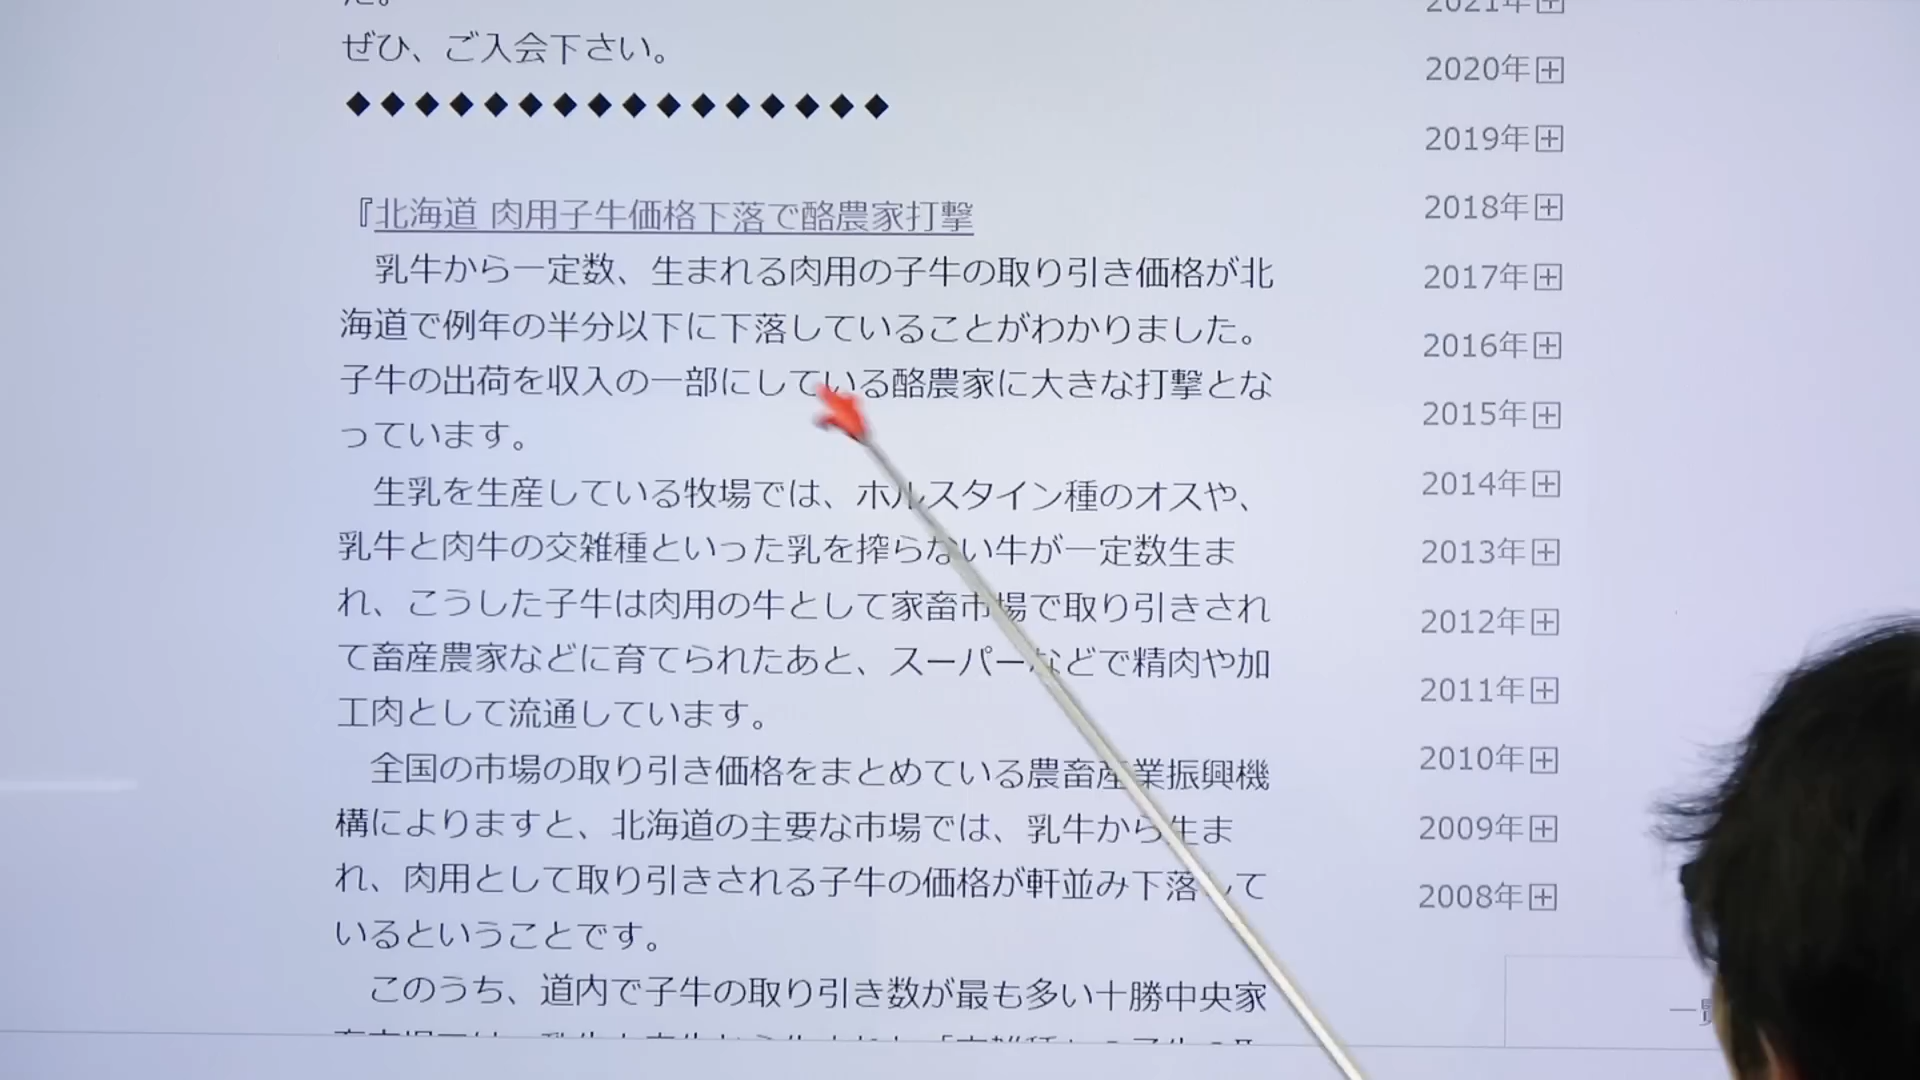 ぜひ、ご入会下さい。
◆◆◆◆◆◆◆◆◆◆◆◆◆◆◆◆
『北海道 肉用子牛価格下落で酪農家打撃
乳牛から一定数、生まれる肉用の子牛の取り引き価格が北
海道で例年の半分以下に下落していることがわかりました。
子牛の出荷を収入の一部にしている酪農家に大きな打撃とな
っています。
生乳を生産している牧場では、ホルスタイン種のオスや、
乳牛と肉牛の交雑種といった乳を搾らない牛が一定数生ま
れ、こうした子牛は肉用の牛として家畜市場で取り引きされ
て畜産農家などに育てられたあと、スーパーなどで精肉や加
工肉として流通しています。
全国の市場の取り引き価格をまとめている農畜産業振興機
構によりますと、北海道の主要な市場では、乳牛から生ま
れ、肉用として取り引きされる子牛の価格が軒並み下落して
いるということです。
このうち、道内で子牛の取り引き数が最も多い十勝中央家
2021年
2020年
2019年
2018年
2017年
2016年
2015年
2014年
2013年
2012年
2011年
2010年
2009年
2008年